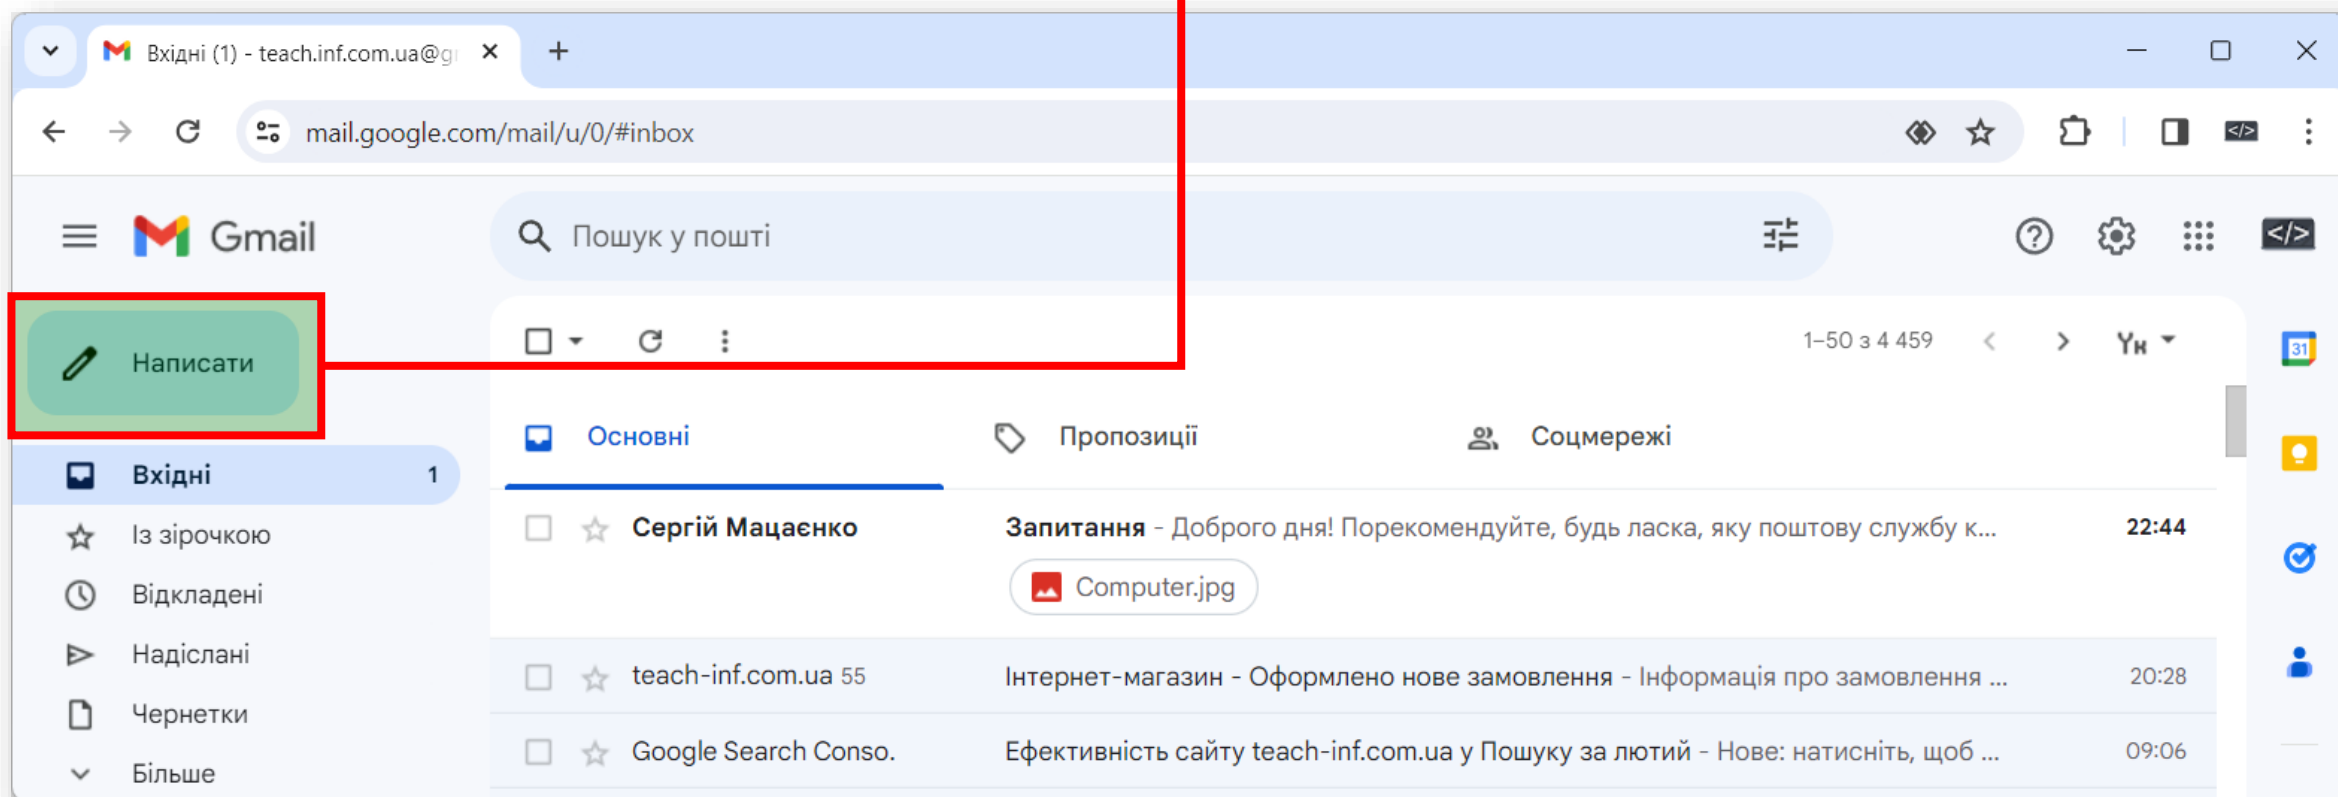 Вхідні (1) - teach.inf.com.ua@g
mail.google.com/mail/u/0/#inbox
Gmail
Пошук у пошті
Написати
1–50 з 4 459
Ук
31
Основні
Пропозиції
Соцмережі
Вхідні 1
Із зірочкою
Відкладені
Надіслані
Чернетки
Більше
Сергій Мацаєнко Запитання - Доброго дня! Порекомендуйте, будь ласка, яку поштову службу к... 22:44
Computer.jpg
teach-inf.com.ua 55 Інтернет-магазин - Оформлено нове замовлення - Інформація про замовлення ... 20:28
Google Search Conso. Ефективність сайту teach-inf.com.ua у Пошуку за лютий - Нове: натисніть, щоб ... 09:06